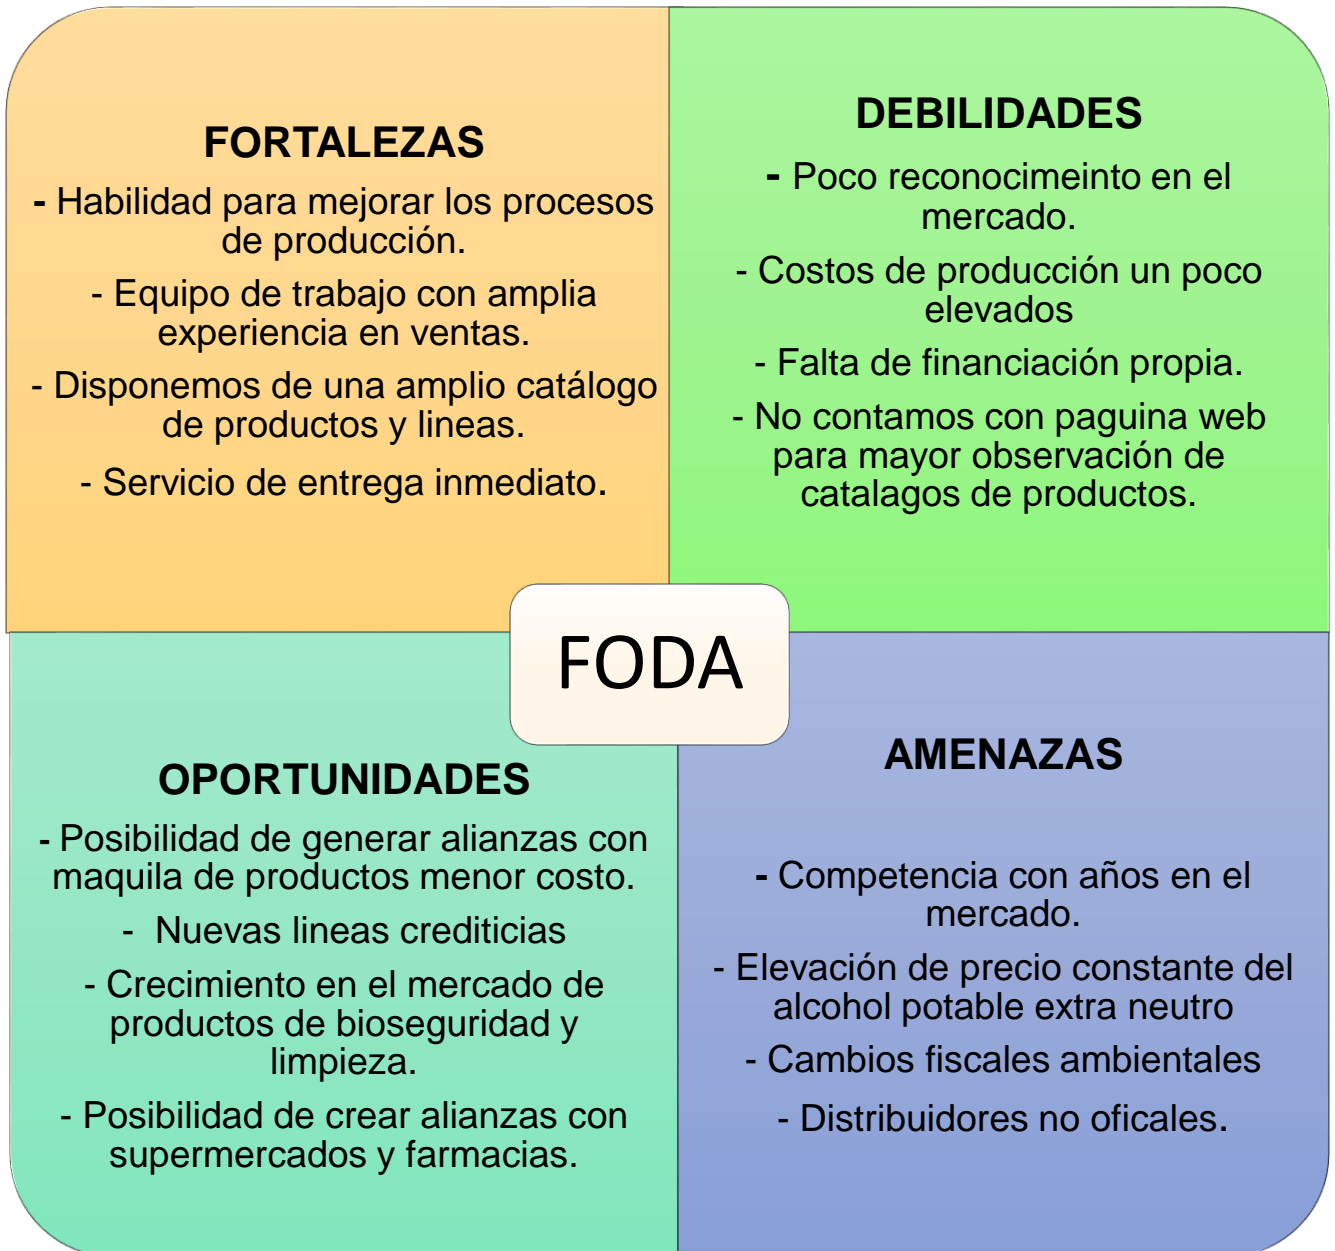 FORTALEZAS
- Habilidad para mejorar los procesos
de producción.
- Equipo de trabajo con amplia
experiencia en ventas.
- Disponemos de una amplio catálogo
de productos y lineas.
- Servicio de entrega inmediato.
DEBILIDADES
- Poco reconocimeinto en el
mercado.
- Costos de producción un poco
elevados
- Falta de financiación propia.
- No contamos con paguina web
para mayor observación de
catalagos de productos.
FODA
OPORTUNIDADES
- Posibilidad de generar alianzas con
maquila de productos menor costo.
- Nuevas lineas crediticias
- Crecimiento en el mercado de
productos de bioseguridad y
limpieza.
- Posibilidad de crear alianzas con
supermercados y farmacias.
AMENAZAS
- Competencia con años en el
mercado.
- Elevación de precio constante del
alcohol potable extra neutro
- Cambios fiscales ambientales
- Distribuidores no oficales.